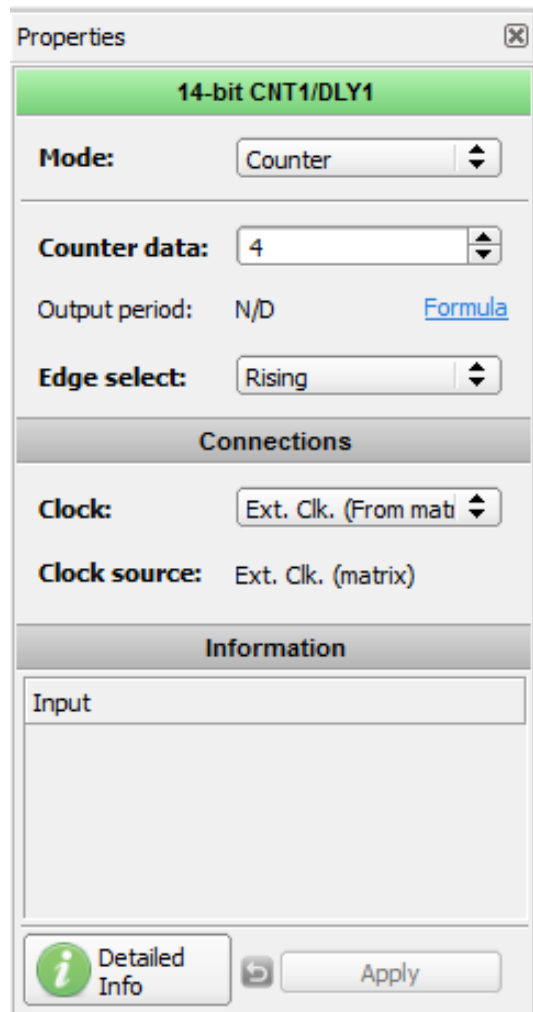 Properties
14-bit CNT1/DLY1
Mode: Counter
Counter data: 4
Output period: N/D Formula
Edge select: Rising
Connections
Clock: Ext. Clk. (From mat
Clock source: Ext. Clk. (matrix)
Information
Input
Detailed
Info
Apply